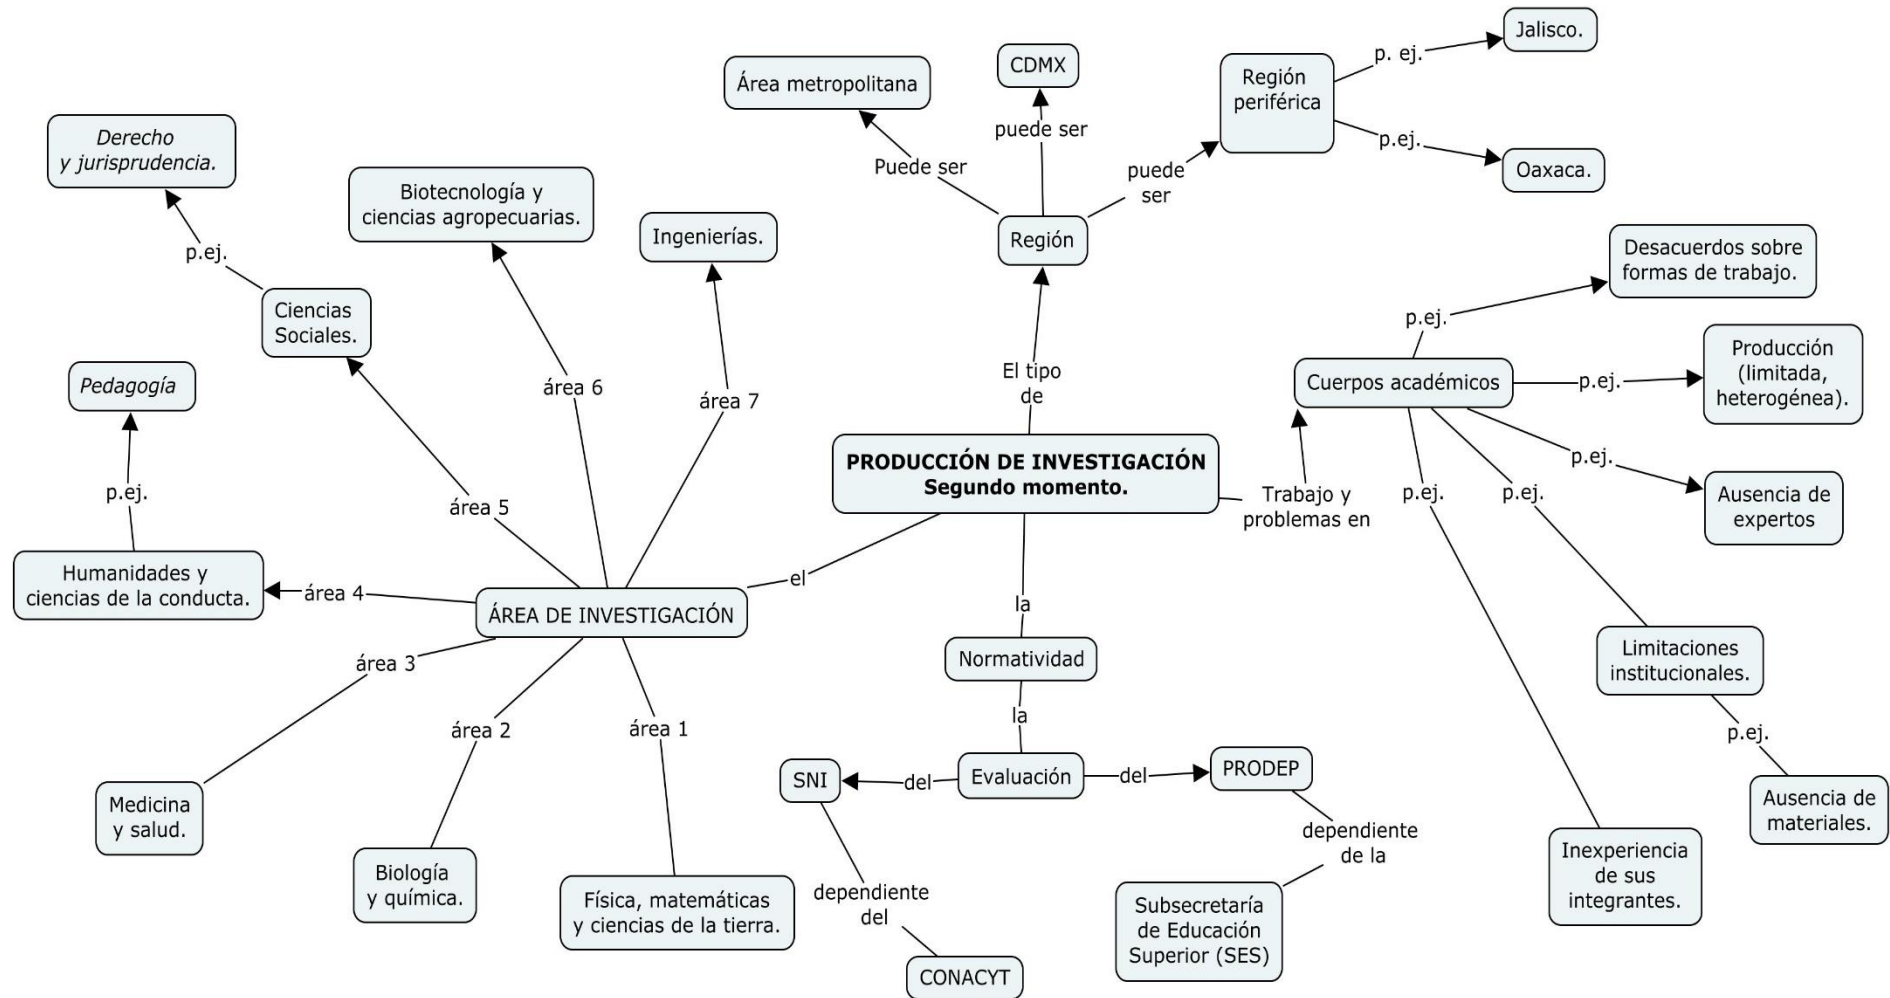 Jalisco.
p. ej.
CDMX
Región
periférica
Área metropolitana
puede ser
p.ej.
Oaxaca.
Puede ser
puede
ser
Región
El tipo
de
Derecho
y jurisprudencia.
p.ej.
Ciencias
Sociales.
Biotecnología y
ciencias agropecuarias.
Ingenierías.
área 6
área 7
área 5
Pedagogía
p.ej.
Humanidades y
ciencias de la conducta.
área 4
ÁREA DE INVESTIGACIÓN
el
PRODUCCIÓN DE INVESTIGACIÓN
Segundo momento.
Trabajo y
problemas en
Cuerpos académicos
p.ej.
Desacuerdos sobre
formas de trabajo.
p.ej.
Producción
(limitada,
heterogénea).
p.ej.
Ausencia de
expertos
p.ej.
p.ej.
Limitaciones
institucionales.
p.ej.
Ausencia de
materiales.
Inexperiencia
de sus
integrantes.
la
Normatividad
la
Evaluación
del
SNI
dependiente
del
CONACYT
del
PRODEP
dependiente
de la
Subsecretaría
de Educación
Superior (SES)
área 3
Medicina
y salud.
área 2
Biología
y química.
área 1
Física, matemáticas
y ciencias de la tierra.